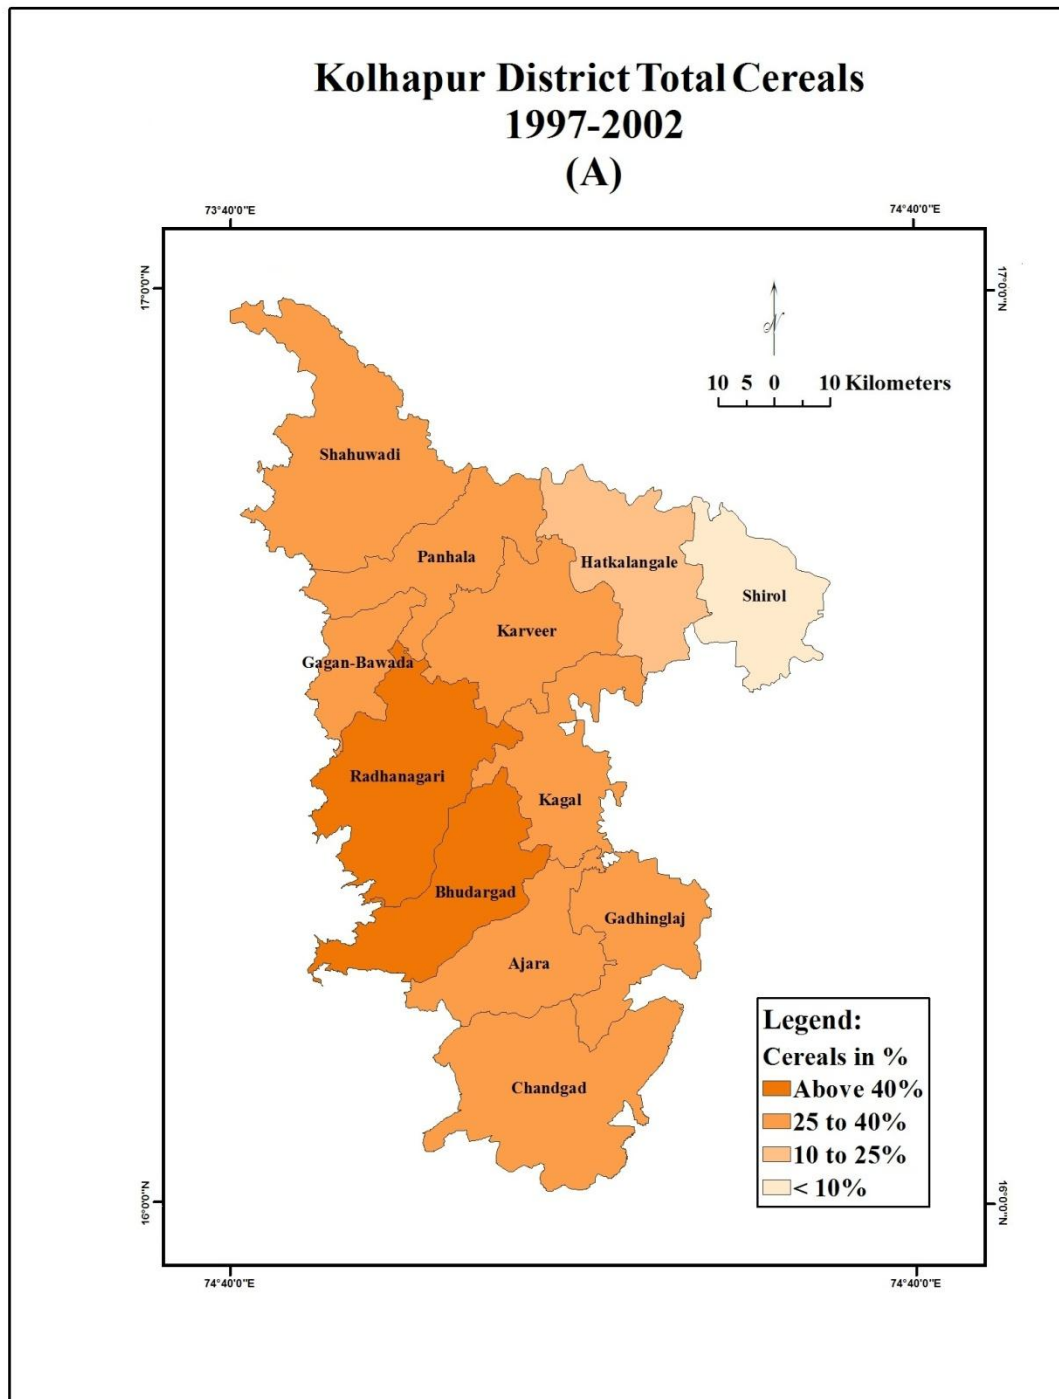 Kolhapur District Total Cereals
1997-2002
(A)
73°40'0"E
74°40'0"E
17°0'0"N
17°0'0"N
N
10 5 0 10 Kilometers
Shahuwadi
Panhala
Hatkalangale
Shirol
Karveer
Gagan-Bawada
Radhanagari
Kagal
Bhudargad
Gadhinglaj
Ajara
Chandgad
Legend:
Cereals in %
Above 40%
25 to 40%
10 to 25%
< 10%
16°0'0"N
16°0'0"N
74°40'0"E
74°40'0"E